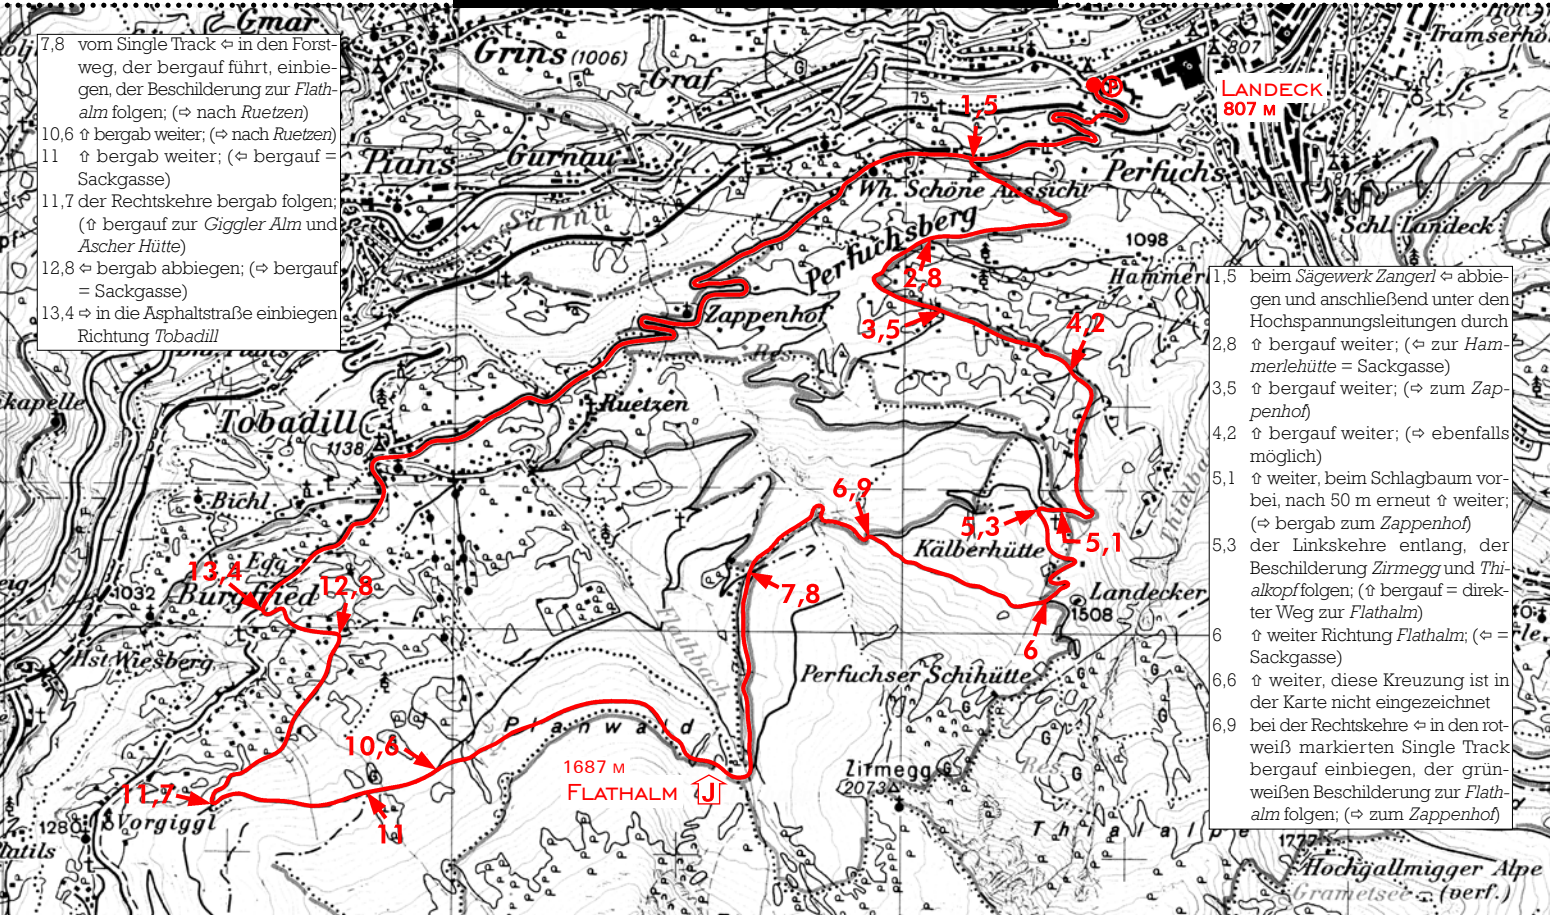 7,8 vom Single Track ⇦ in den Forst-
weg, der bergauf führt, einbie-
gen, der Beschilderung zur Flath-
alm folgen; (⇨ nach Ruetzen)
10,6 ⇧ bergab weiter; (⇨ nach Ruetzen)
11 ⇧ bergab weiter; (⇦ bergauf =
Sackgasse)
11,7 der Rechtskehre bergab folgen;
(⇧ bergauf zur Giggler Alm und
Ascher Hütte)
12,8 ⇦ bergab abbiegen; (⇨ bergauf
= Sackgasse)
13,4 ⇨ in die Asphaltstraße einbiegen
Richtung Tobadill
Gmar
Grins (1006)
Graf
807
Tramserho
LANDECK
807 M
P
75
1,5
Pians
Gurnau
Perfuchs
Wh. Schöne Aussicht
Sanna
Schl. Landeck
Perfuchsberg
1098
Hammer
2,8
3,5
4,2
Zappenhof
Res.
kapelle
Ruetzen
Tobadill
1138
Bichl
6,9
5,3
5,1
Kälberhütte
Egg
13,4
12,8
Burgfried
1032
7,8
Landecker
1508
6
Hst. Wiesberg
Flathbach
Perfuchser Schihütte
Planwald
10,6
1687 M
FLATHALM
J
Zirmegg
2073
Res.
11,7
Vorgiggl
11
1280
Thialalpe
1777
Hochgallmigger Alpe
Grametsee (verf.)
1,5 beim Sägewerk Zangerl ⇦ abbie-
gen und anschließend unter den
Hochspannungsleitungen durch
2,8 ⇧ bergauf weiter; (⇦ zur Ham-
merlehütte = Sackgasse)
3,5 ⇧ bergauf weiter; (⇨ zum Zap-
penhof)
4,2 ⇧ bergauf weiter; (⇨ ebenfalls
möglich)
5,1 ⇧ weiter, beim Schlagbaum vor-
bei, nach 50 m erneut ⇧ weiter;
(⇨ bergab zum Zappenhof)
5,3 der Linkskehre entlang, der
Beschilderung Zirmegg und Thi-
alkopf folgen; (⇧ bergauf = direk-
ter Weg zur Flathalm)
6 ⇧ weiter Richtung Flathalm; (⇦ =
Sackgasse)
6,6 ⇧ weiter, diese Kreuzung ist in
der Karte nicht eingezeichnet
6,9 bei der Rechtskehre ⇦ in den rot-
weiß markierten Single Track
bergauf einbiegen, der grün-
weißen Beschilderung zur Flath-
alm folgen; (⇨ zum Zappenhof)